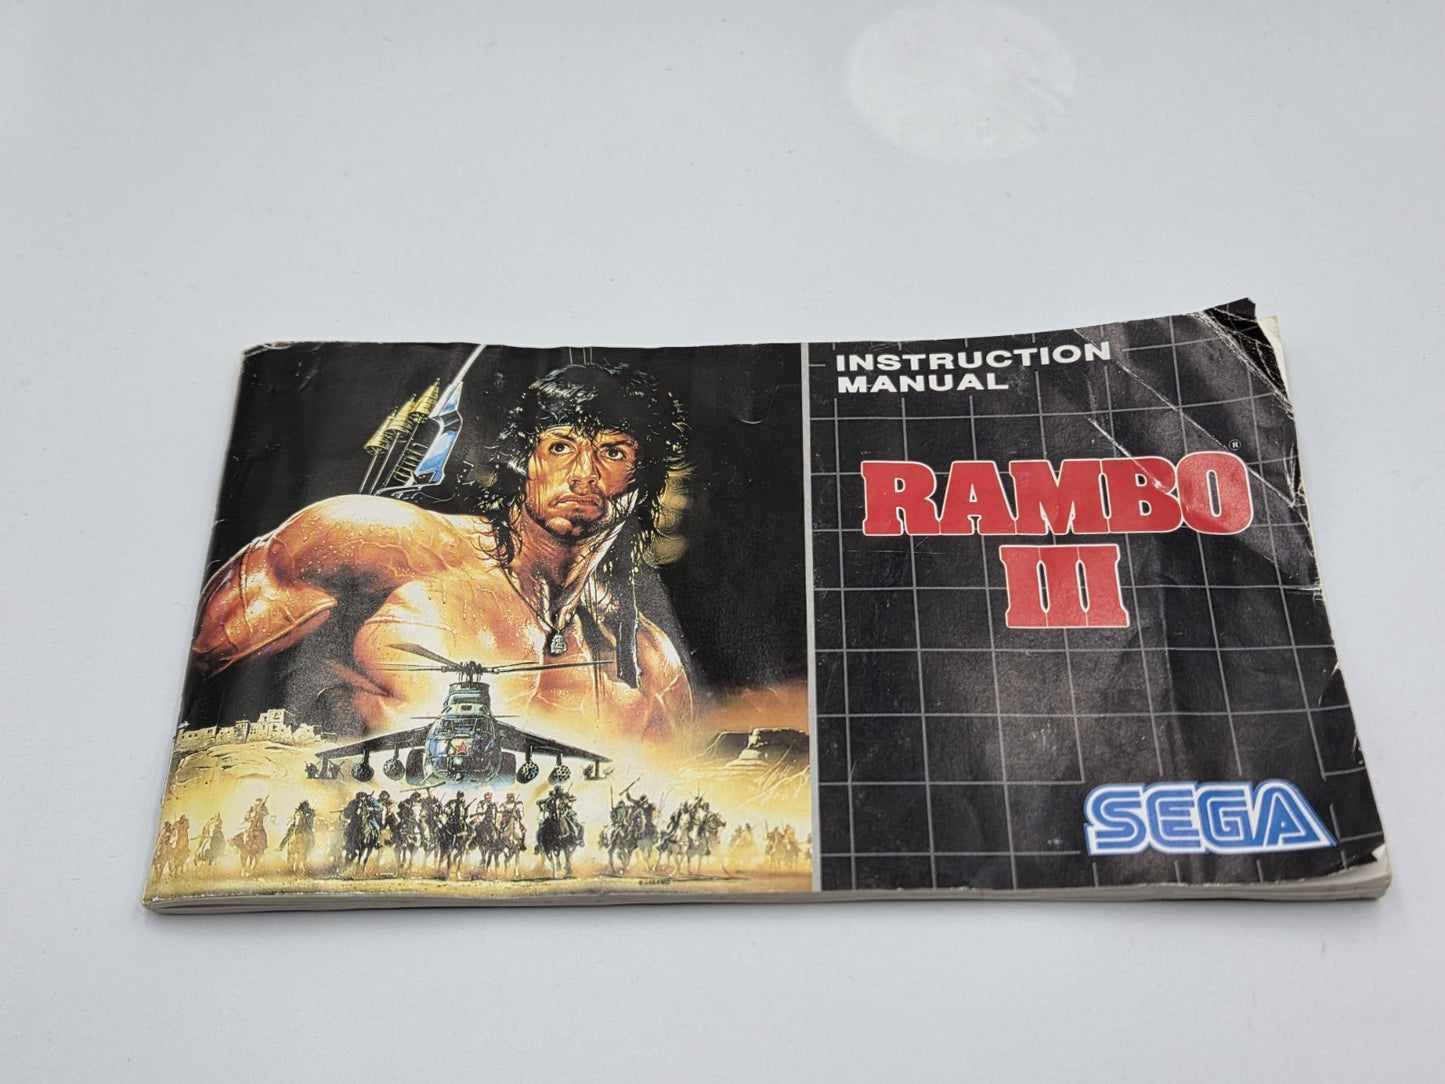 INSTRUCTION
MANUAL
RAMBO ®
III
SEGA